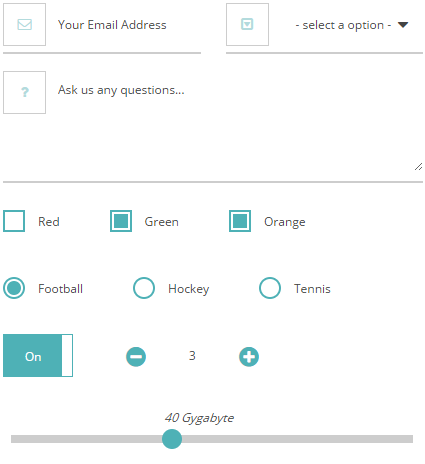 Your Email Address - select a option -
? Ask us any questions...
Red Green Orange
Football Hockey Tennis
On 3
40 Gygabyte